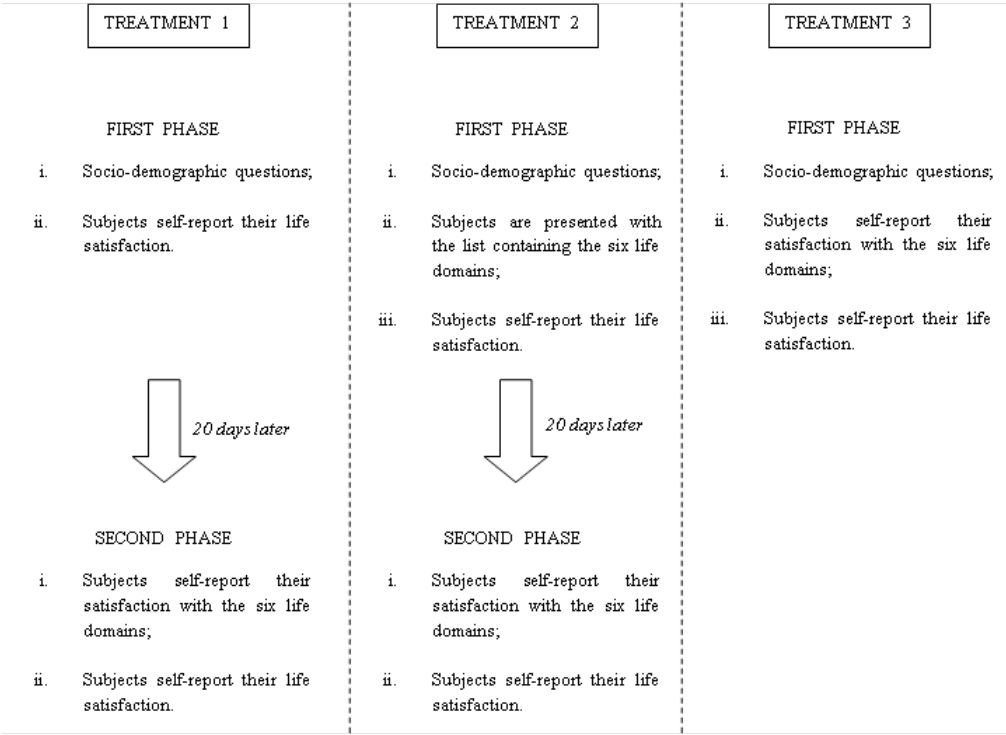 TREATMENT 1
FIRST PHASE
i. Socio-demographic questions;
ii. Subjects self-report their life
satisfaction.
20 days later
SECOND PHASE
i. Subjects self-report their
satisfaction with the six life
domains;
ii. Subjects self-report their life
satisfaction.
TREATMENT 2
FIRST PHASE
i. Socio-demographic questions;
ii. Subjects are presented with
the list containing the six life
domains;
iii. Subjects self-report their life
satisfaction.
20 days later
SECOND PHASE
i. Subjects self-report their
satisfaction with the six life
domains;
ii. Subjects self-report their life
satisfaction.
TREATMENT 3
FIRST PHASE
i. Socio-demographic questions;
ii. Subjects self-report their
satisfaction with the six life
domains;
iii. Subjects self-report their life
satisfaction.